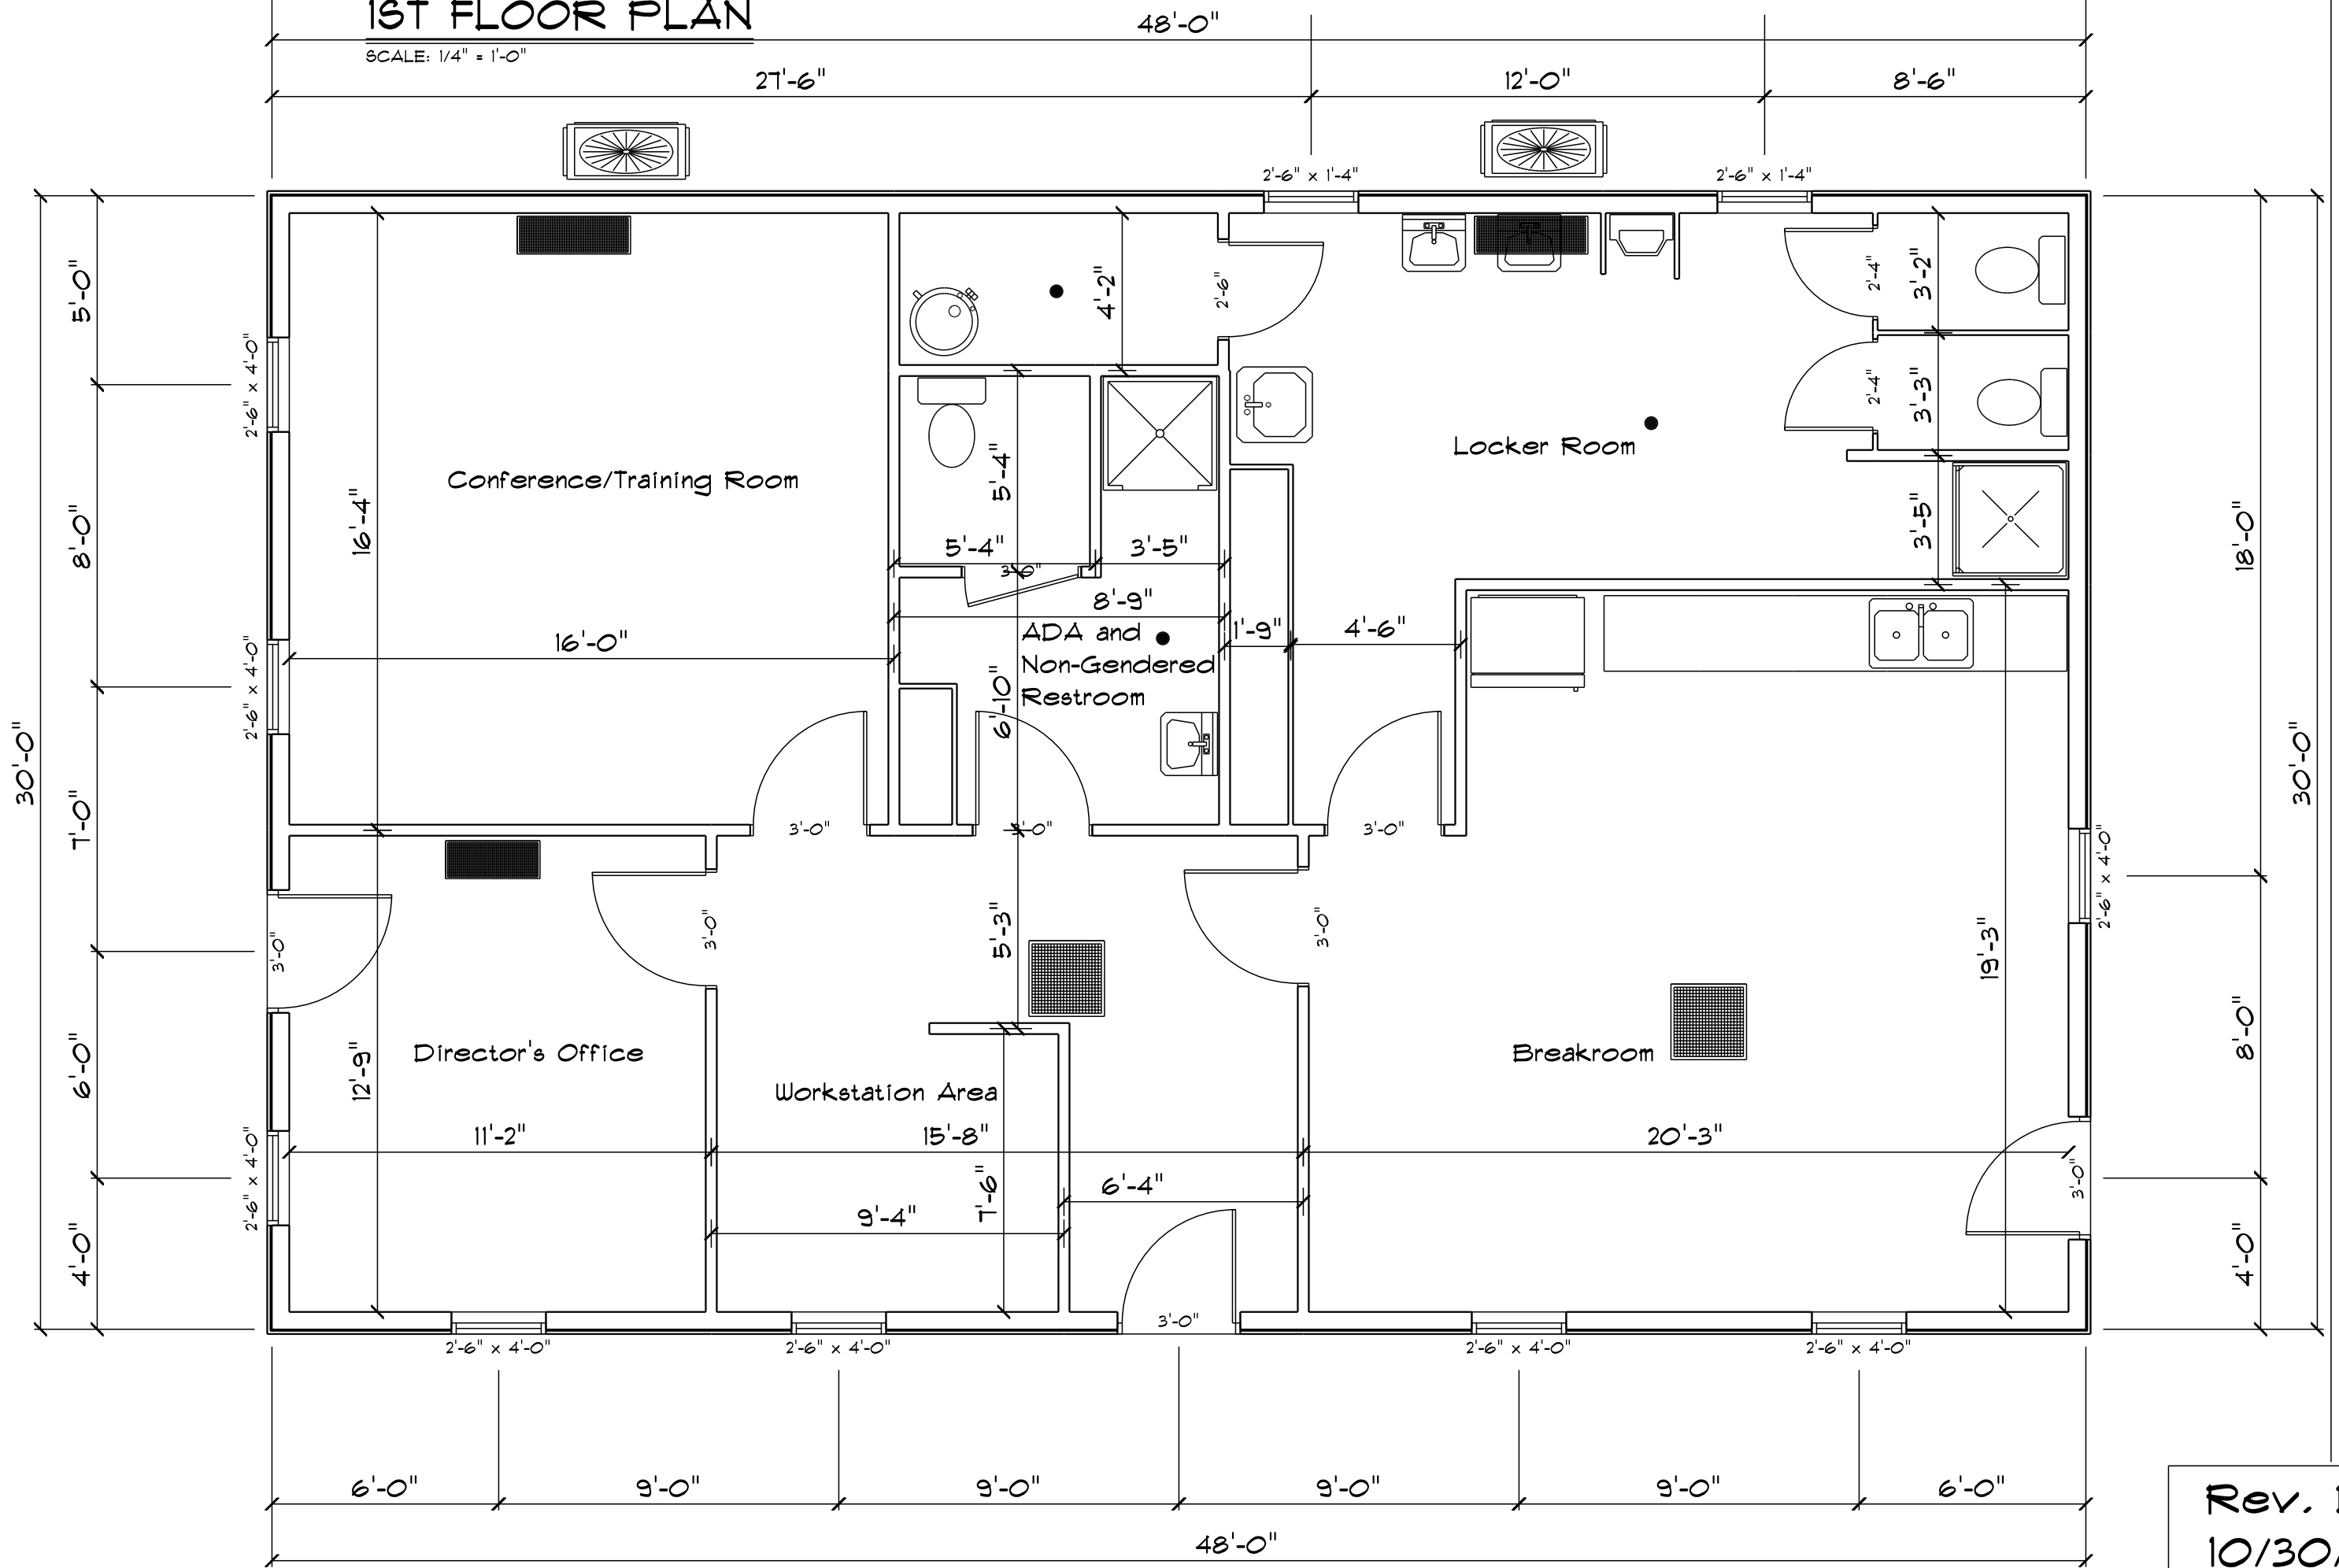 1ST FLOOR PLAN
SCALE: 1/4" = 1'-0"
48'-0"
27'-6"
12'-0"
8'-6"
2'-6" x 1'-4"
2'-6" x 1'-4"
5'-0"
8'-0"
7'-0"
6'-0"
4'-0"
30'-0"
2'-6" x 4'-0"
2'-6" x 4'-0"
3'-0"
2'-6" x 4'-0"
Conference/Training Room
16'-4"
16'-0"
3'-0"
4'-2"
2'-6"
5'-4"
5'-4"
3'-5"
3'-0"
8'-9"
ADA and
Non-Gendered
Restroom
6'-10"
3'-0"
1'-9"
4'-6"
3'-0"
Locker Room
2'-4"
3'-2"
2'-4"
3'-3"
3'-5"
Director's Office
12'-9"
11'-2"
3'-0"
Workstation Area
5'-3"
15'-8"
7'-6"
9'-4"
6'-4"
3'-0"
3'-0"
Breakroom
20'-3"
19'-3"
3'-0"
2'-6" x 4'-0"
18'-0"
8'-0"
4'-0"
30'-0"
2'-6" x 4'-0"
2'-6" x 4'-0"
2'-6" x 4'-0"
2'-6" x 4'-0"
6'-0"
9'-0"
9'-0"
9'-0"
9'-0"
6'-0"
48'-0"
Rev.
10/30/